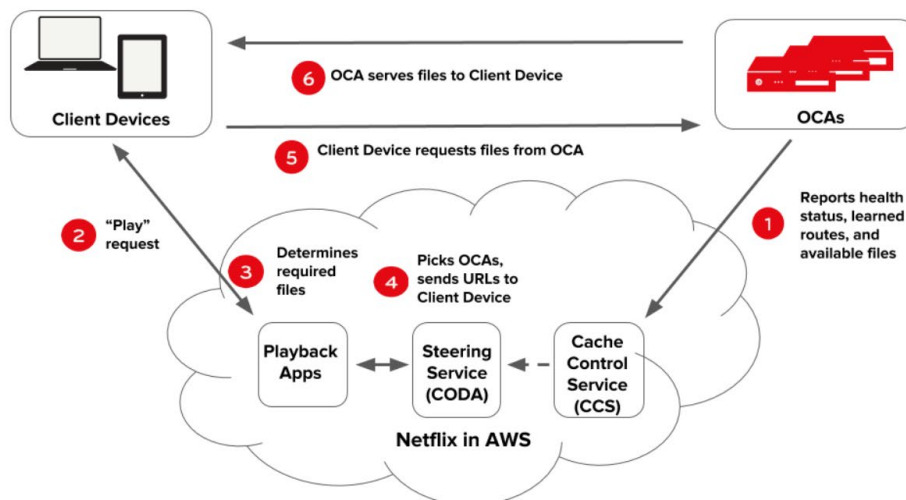 Client Devices
OCAs
6
OCA serves files to Client Device
5
Client Device requests files from OCA
1
Reports health
status, learned
routes, and
available files
2
“Play”
request
3
Determines
required
files
4
Picks OCAs,
sends URLs to
Client Device
Playback
Apps
Steering
Service
(CODA)
Cache
Control
Service
(CCS)
Netflix in AWS